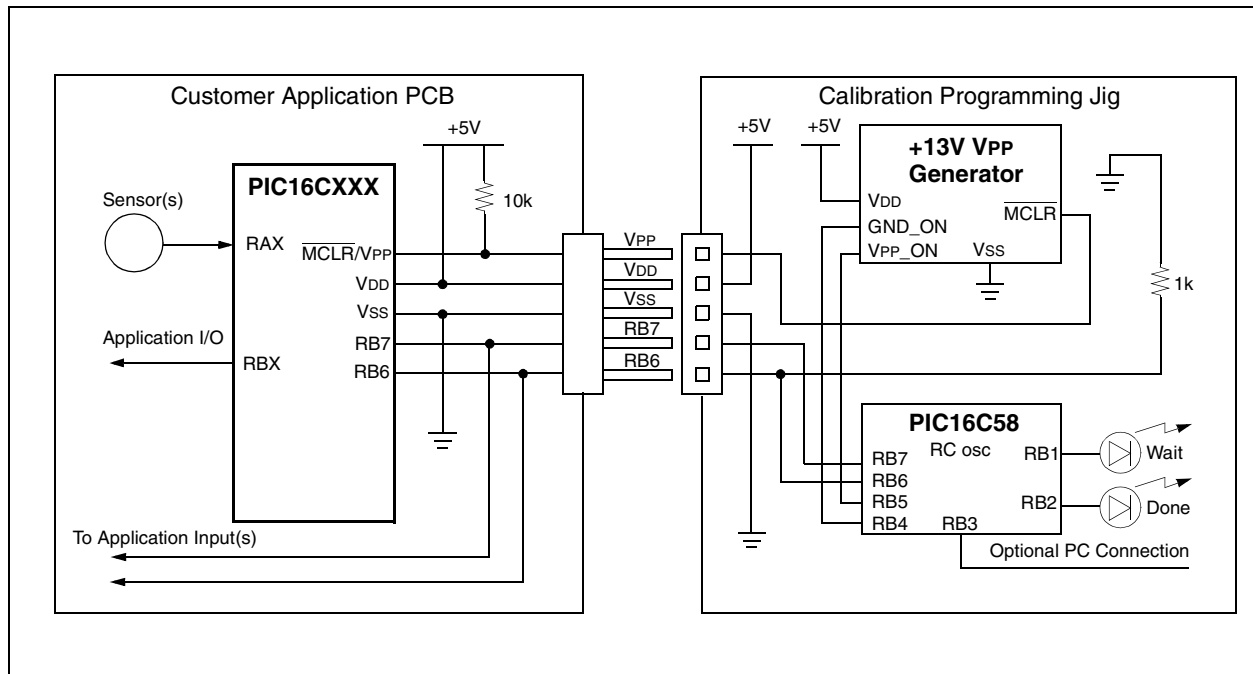 Customer Application PCB
+5V
PIC16CXXX
10k
Sensor(s)
RAX
MCLR/VPP
VDD
VSS
Application I/O
RB7
RBX
RB6
To Application Input(s)
VPP
VDD
VSS
RB7
RB6
Calibration Programming Jig
+5V
+5V
+13V VPP
Generator
VDD
MCLR
GND_ON
VPP_ON
VSS
1k
PIC16C58
RC osc
RB7
RB1
Wait
RB6
RB5
RB2
Done
RB4
RB3
Optional PC Connection